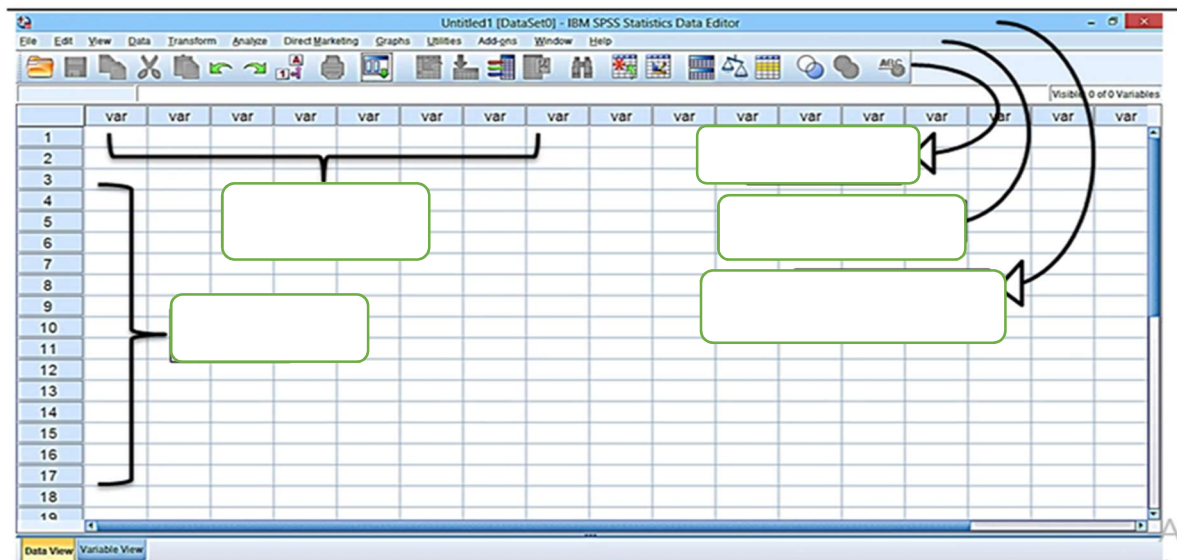 Untitled1 [DataSet0] - IBM SPSS Statistics Data Editor
File Edit View Data Transform Analyze Direct Marketing Graphs Utilities Add-ons Window Help
A
1
ABC
Visible: 0 of 0 Variables
var var var var var var var var var var var var var var var var var
1
2
3
4
5
6
7
8
9
10
11
12
13
14
15
16
17
18
19
Data View Variable View
A